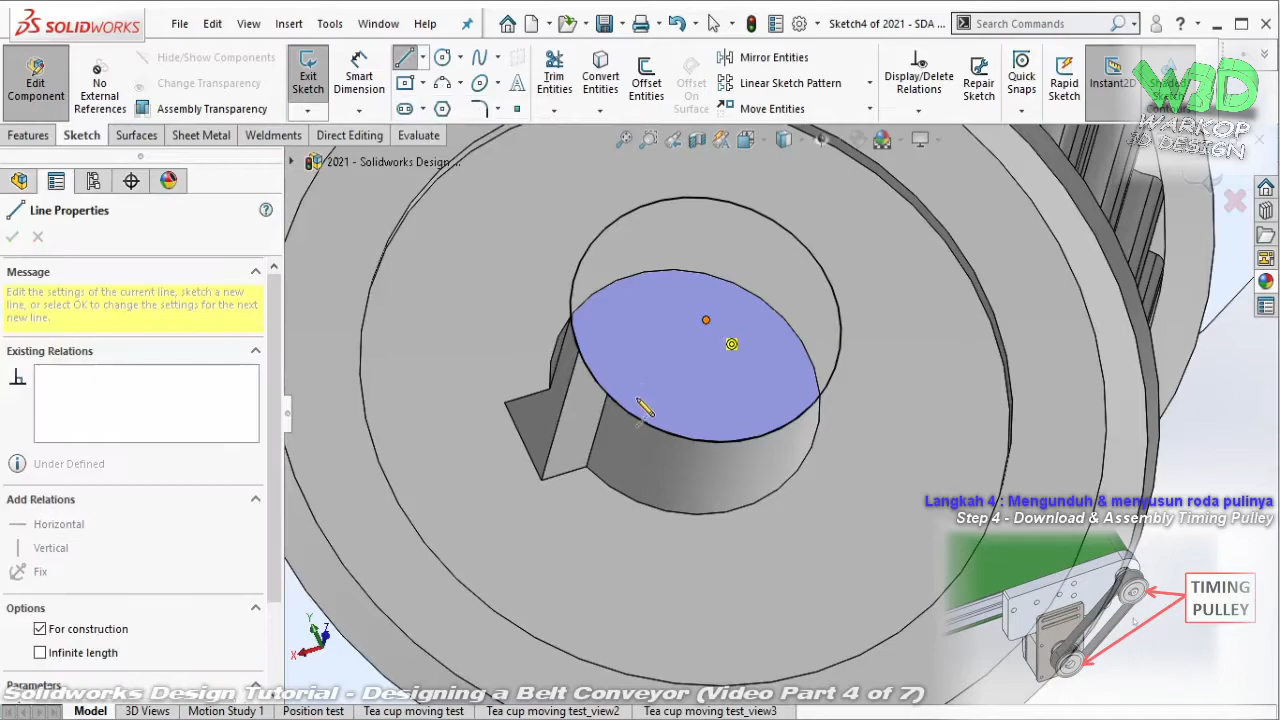 SOLIDWORKS
File Edit View Insert Tools Window Help
Sketch4 of 2021 - SDA ...
Search Commands
Edit Component
No External References
Hide/Show Components
Change Transparency
Assembly Transparency
Exit Sketch
Smart Dimension
Trim Entities
Convert Entities
Offset Entities
Offset On Surface
Mirror Entities
Linear Sketch Pattern
Move Entities
Display/Delete Relations
Repair Sketch
Quick Snaps
Rapid Sketch
Instant2D
Shaded Sketch Contours
W3D
WARKOP
3D DESIGN
Features Sketch Surfaces Sheet Metal Weldments Direct Editing Evaluate
2021 - Solidworks Design ...
Line Properties
Message
Edit the settings of the current line, sketch a new
line, or select OK to change the settings for the next
new line.
Existing Relations
Under Defined
Add Relations
Horizontal
Vertical
Fix
Options
For construction
Infinite length
Parameters
Y
Z
X
Langkah 4 : Mengunduh & menyusun roda pulinya
Step 4 - Download & Assembly Timing Pulley
TIMING
PULLEY
Solidworks Design Tutorial - Designing a Belt Conveyor (Video Part 4 of 7)
Model 3D Views Motion Study 1 Position test Tea cup moving test Tea cup moving test_view2 Tea cup moving test_view3